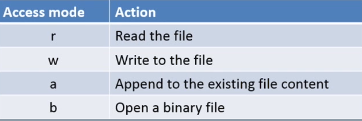 Access mode Action
r Read the file
w Write to the file
a Append to the existing file content
b Open a binary file